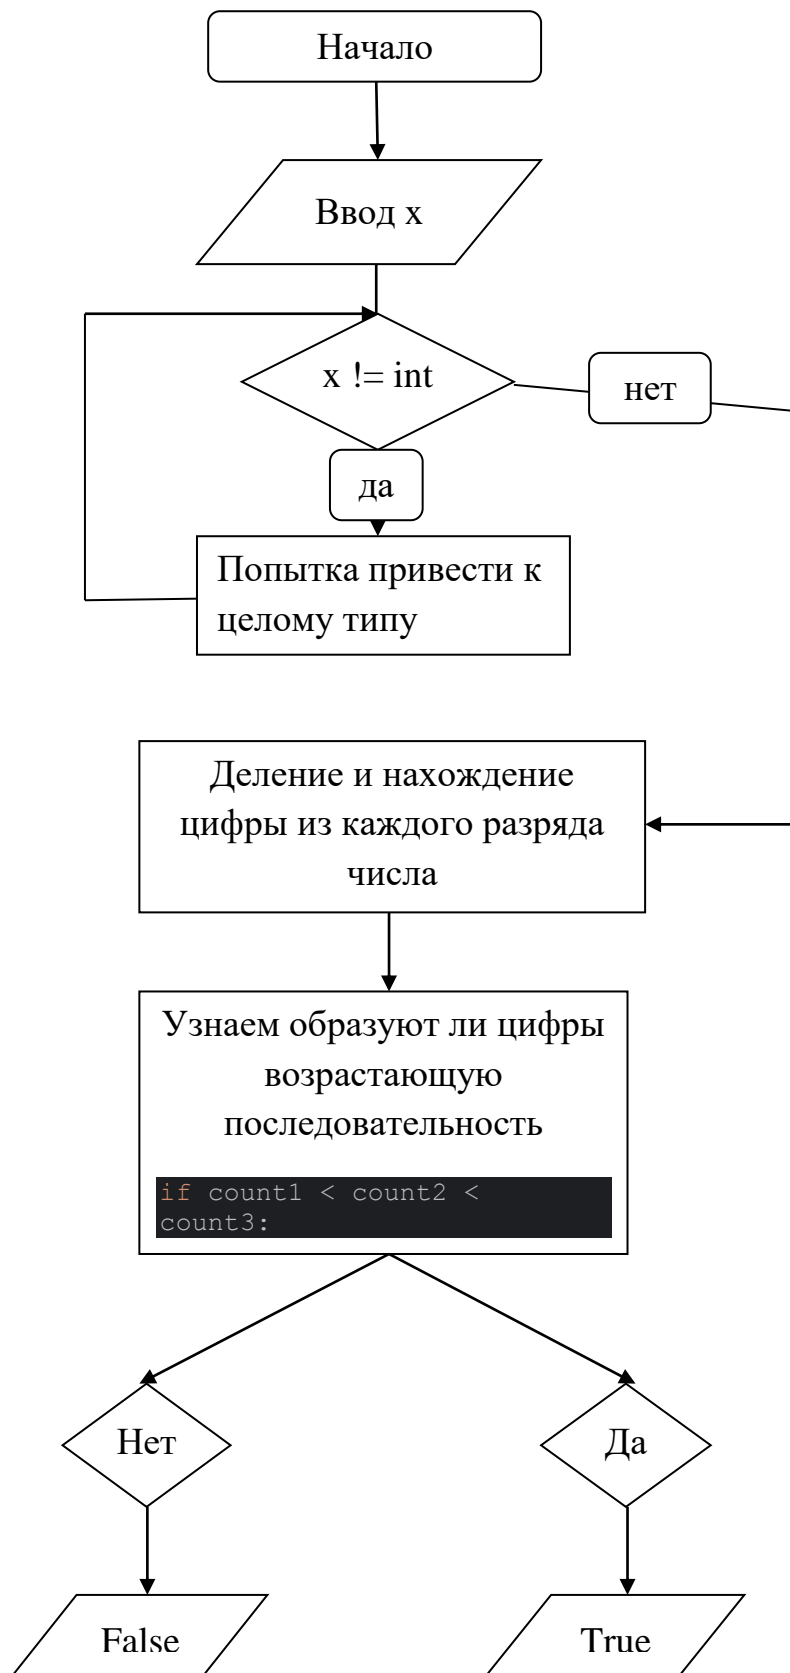 Начало
Ввод x
x != int
нет
да
Попытка привести к
целому типу
Деление и нахождение
цифры из каждого разряда
числа
Узнаем образуют ли цифры
возрастающую
последовательность
if count1 < count2 <
count3:
Нет
Да
False
True